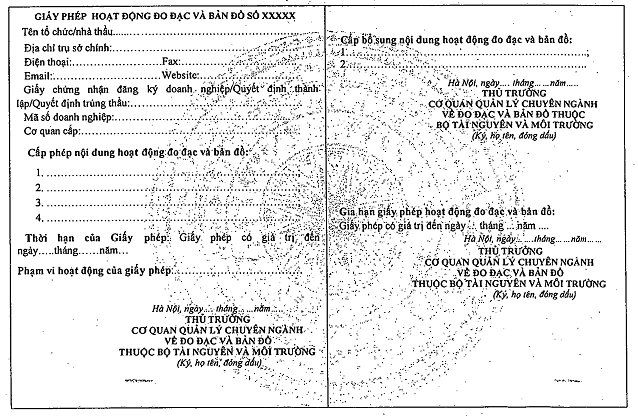 GIẤY PHÉP HOẠT ĐỘNG ĐO ĐẠC VÀ BẢN ĐỒ SỐ XXXXX
Tên tổ chức/nhà thầu..............................
Địa chỉ trụ sở chính:..............................
Điện thoại:........................Fax:........................
Email:........................Website:........................
Giấy chứng nhận đăng ký doanh nghiệp/Quyết định thành
lập/Quyết định trúng thầu:..............................
Mã số doanh nghiệp:..............................
Cơ quan cấp:..............................
Cấp phép nội dung hoạt động đo đạc và bản đồ:
1. ..............................
2. ..............................
3. ..............................
4. ..............................
Thời hạn của Giấy phép: Giấy phép có giá trị đến
ngày.....tháng......năm...
Phạm vi hoạt động của giấy phép:..............................
Hà Nội, ngày.... tháng... ...năm.....
THỦ TRƯỞNG
CƠ QUAN QUẢN LÝ CHUYÊN NGÀNH
VỀ ĐO ĐẠC VÀ BẢN ĐỒ
THUỘC BỘ TÀI NGUYÊN VÀ MÔI TRƯỜNG
(Ký, họ tên, đóng dấu)
Cấp bổ sung nội dung hoạt động đo đạc và bản đồ:
1..............................
2..............................
Hà Nội, ngày.... tháng... ...năm.....
THỦ TRƯỞNG
CƠ QUAN QUẢN LÝ CHUYÊN NGÀNH
VỀ ĐO ĐẠC VÀ BẢN ĐỒ THUỘC
BỘ TÀI NGUYÊN VÀ MÔI TRƯỜNG
(Ký, họ tên, đóng dấu)
Gia hạn giấy phép hoạt động đo đạc và bản đồ:
Giấy phép có giá trị đến ngày ... tháng ... năm ....
Hà Nội, ngày... ....tháng... ...năm......
THỦ TRƯỞNG
CƠ QUAN QUẢN LÝ CHUYÊN NGÀNH
VỀ ĐO ĐẠC VÀ BẢN ĐỒ
THUỘC BỘ TÀI NGUYÊN VÀ MÔI TRƯỜNG
(Ký, họ tên, đóng dấu)